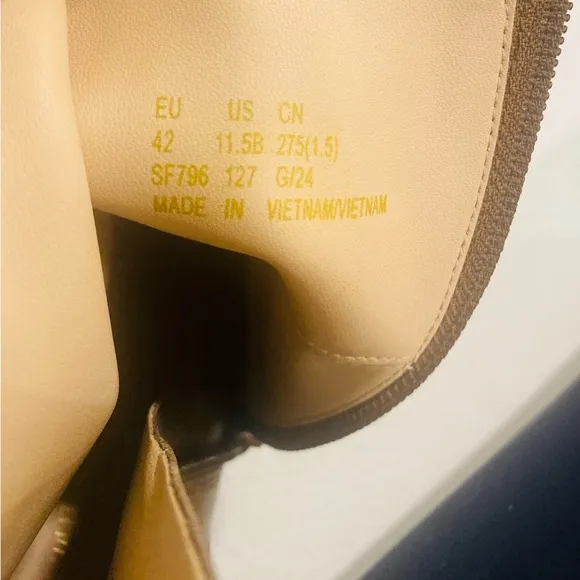 EU US CN
42 11.5B 275(1.5)
SF796 127 G/24
MADE IN VIETNAM/VIETNAM